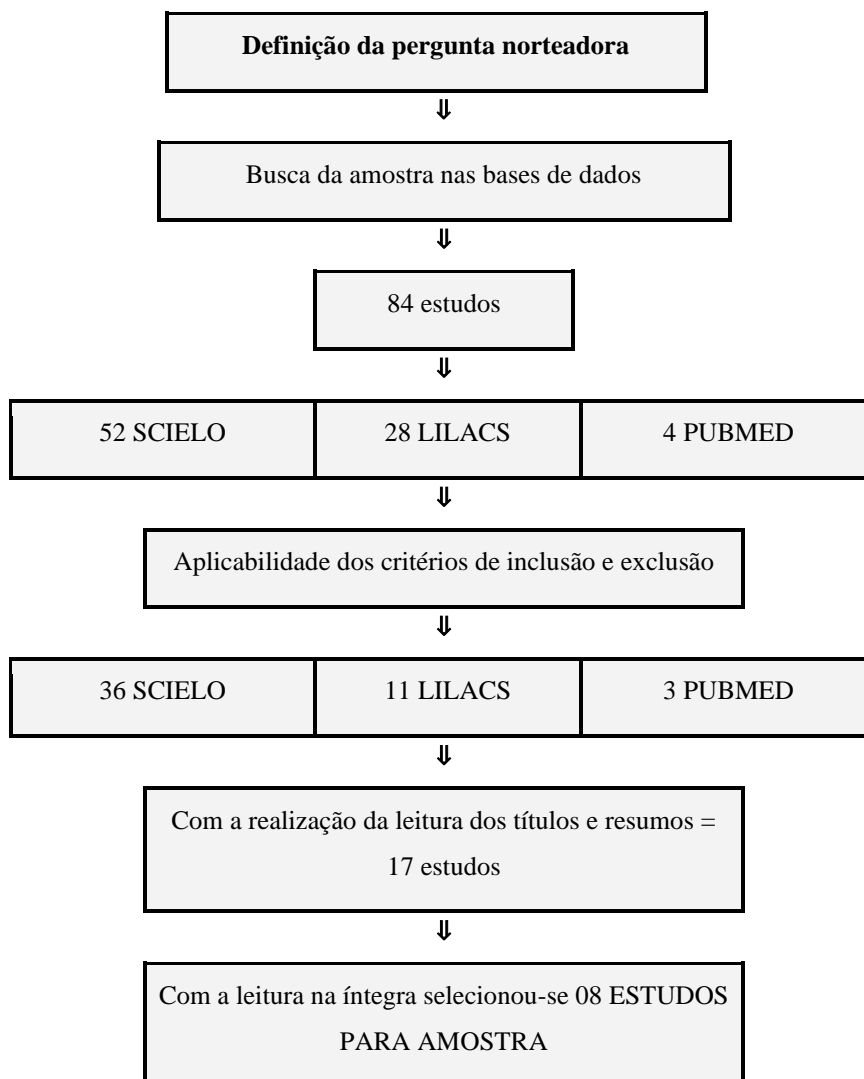 Definição da pergunta norteadora
⇓
Busca da amostra nas bases de dados
⇓
84 estudos
⇓
52 SCIELO 28 LILACS 4 PUBMED
⇓
Aplicabilidade dos critérios de inclusão e exclusão
⇓
36 SCIELO 11 LILACS 3 PUBMED
⇓
Com a realização da leitura dos títulos e resumos =
17 estudos
⇓
Com a leitura na íntegra selecionou-se 08 ESTUDOS
PARA AMOSTRA